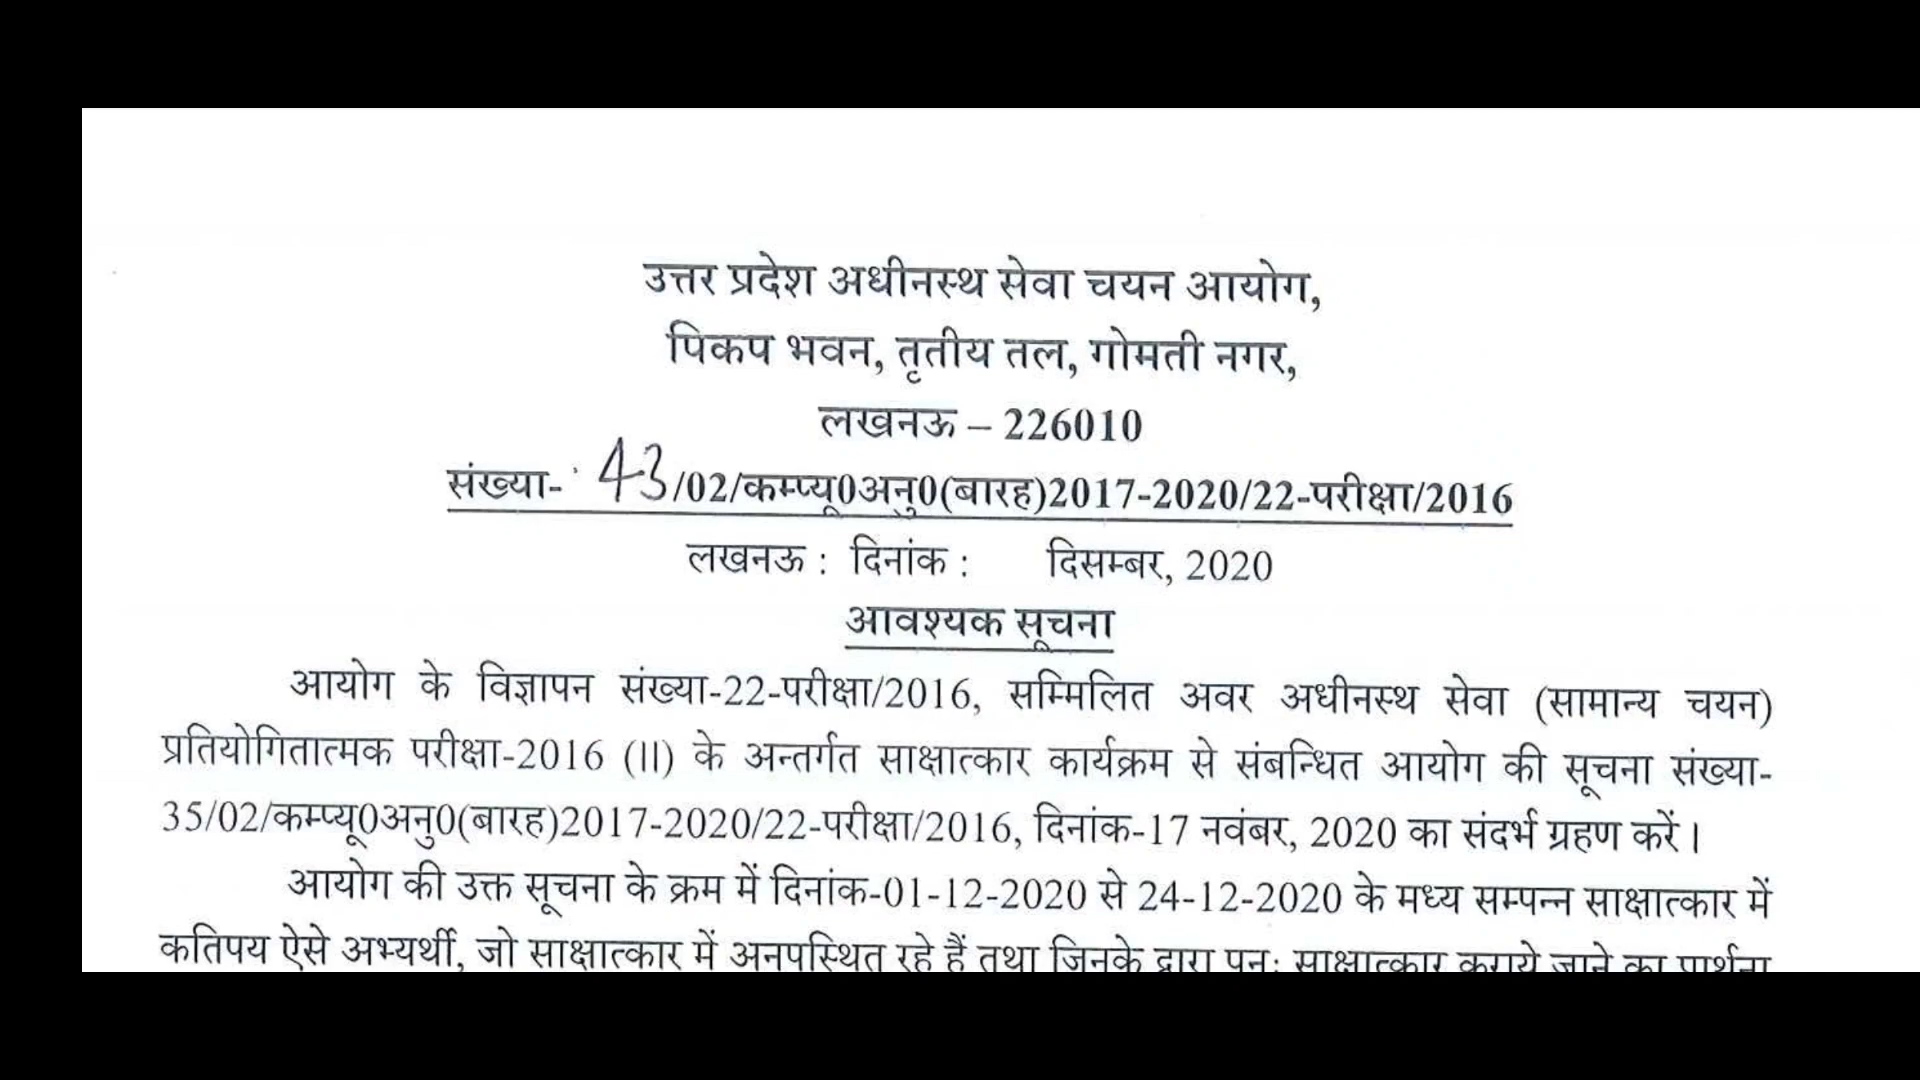 उत्तर प्रदेश अधीनस्थ सेवा चयन आयोग,
पिकप भवन, तृतीय तल, गोमती नगर,
लखनऊ – 226010
संख्या- 43/02/कम्प्यू0अनु0(बारह)2017-2020/22-परीक्षा/2016
लखनऊ : दिनांक : दिसम्बर, 2020
आवश्यक सूचना
आयोग के विज्ञापन संख्या-22-परीक्षा/2016, सम्मिलित अवर अधीनस्थ सेवा (सामान्य चयन)
प्रतियोगितात्मक परीक्षा-2016 (II) के अन्तर्गत साक्षात्कार कार्यक्रम से संबन्धित आयोग की सूचना संख्या-
35/02/कम्प्यू0अनु0(बारह)2017-2020/22-परीक्षा/2016, दिनांक-17 नवंबर, 2020 का संदर्भ ग्रहण करें।
आयोग की उक्त सूचना के क्रम में दिनांक-01-12-2020 से 24-12-2020 के मध्य सम्पन्न साक्षात्कार में
कतिपय ऐसे अभ्यर्थी, जो साक्षात्कार में अनुपस्थित रहे हैं तथा जिनके द्वारा पुनः साक्षात्कार कराये जाने का प्रार्थना